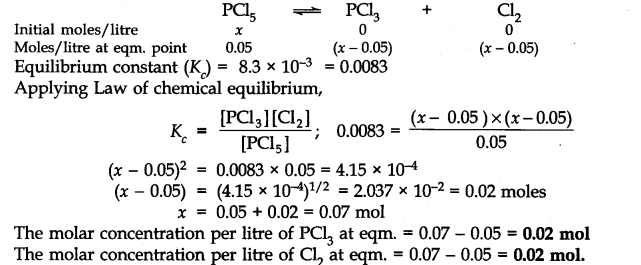 PCl5 ⇌ PCl3 + Cl2
Initial moles/litre x 0 0
Moles/litre at eqm. point 0.05 (x – 0.05) (x – 0.05)
Equilibrium constant (Kc) = 8.3 × 10–3 = 0.0083
Applying Law of chemical equilibrium,
Kc = [PCl3][Cl2] / [PCl5] ; 0.0083 = (x – 0.05) × (x – 0.05) / 0.05
(x – 0.05)2 = 0.0083 × 0.05 = 4.15 × 10–4
(x – 0.05) = (4.15 × 10–4)1/2 = 2.037 × 10–2 = 0.02 moles
x = 0.05 + 0.02 = 0.07 mol
The molar concentration per litre of PCl3 at eqm. = 0.07 – 0.05 = 0.02 mol
The molar concentration per litre of Cl2 at eqm. = 0.07 – 0.05 = 0.02 mol.